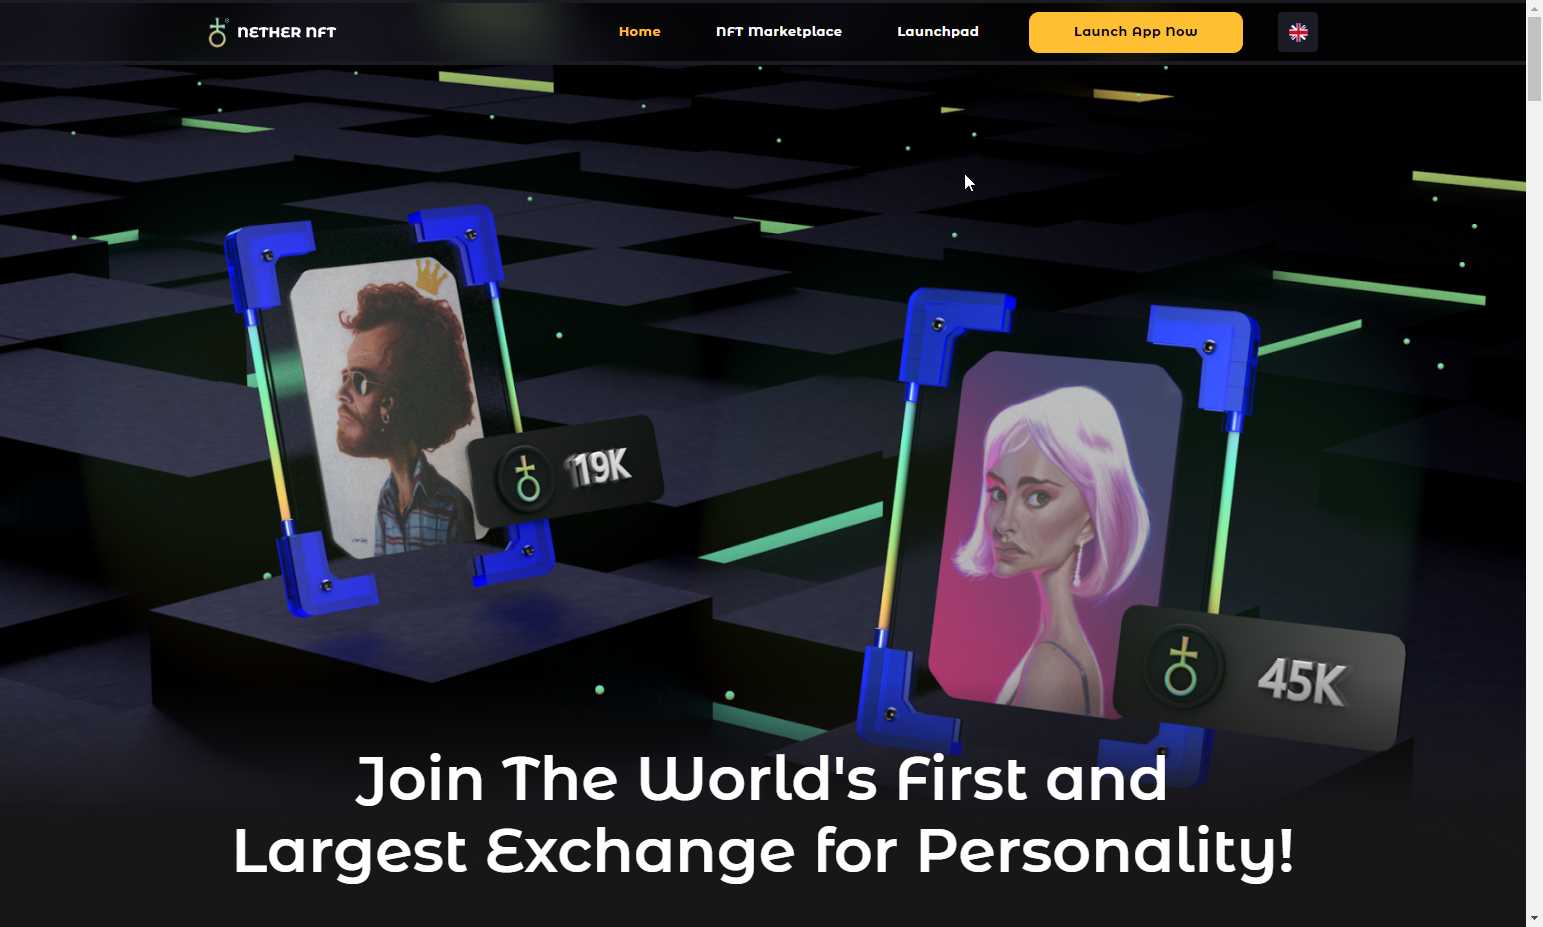 NETHER NFT
Home
NFT Marketplace
Launchpad
Launch App Now
119K
45K
Join The World's First and
Largest Exchange for Personality!